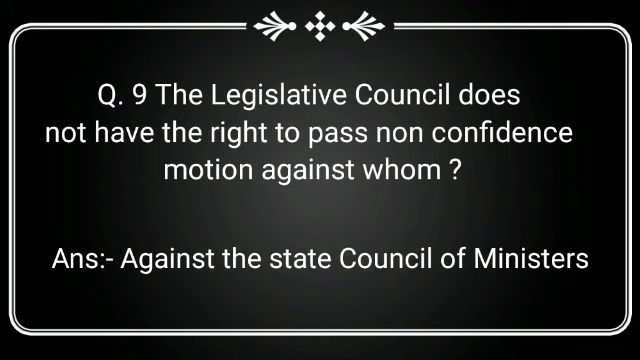 Q. 9 The Legislative Council does
not have the right to pass non confidence
motion against whom ?
Ans:- Against the state Council of Ministers